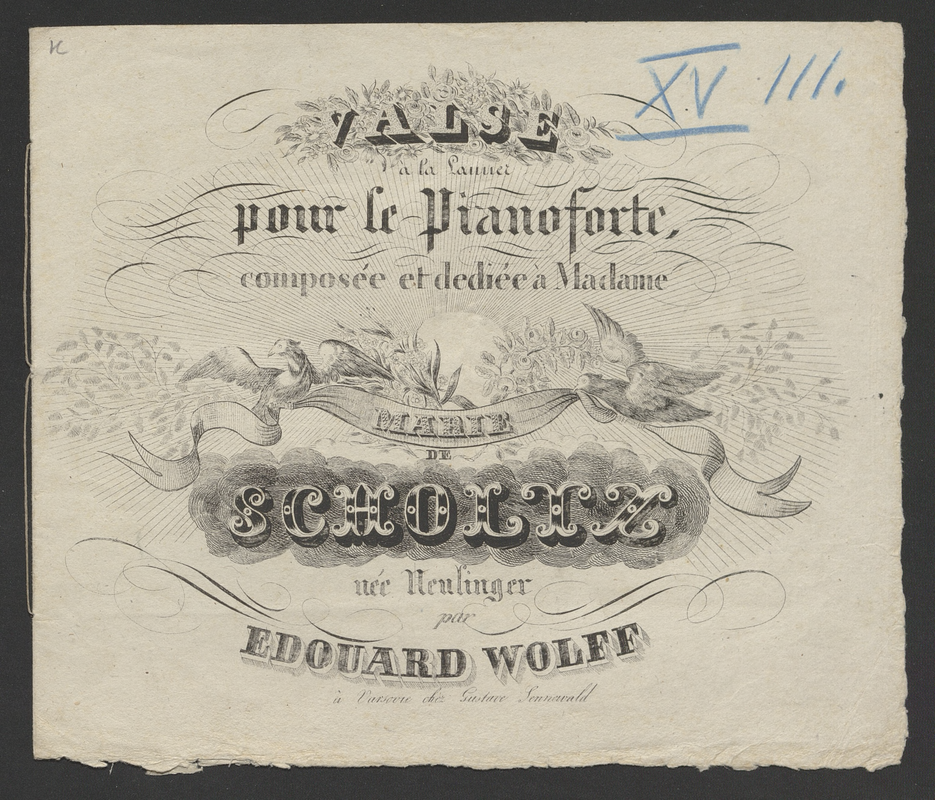 XV III.
VALSE
à la Lanner
pour le Pianoforte,
composée et dediée à Madame
MARIE
DE
SCHOLTZ
née Neulinger
par
EDOUARD WOLFF
à Varsovie chez Gustave Sennewald